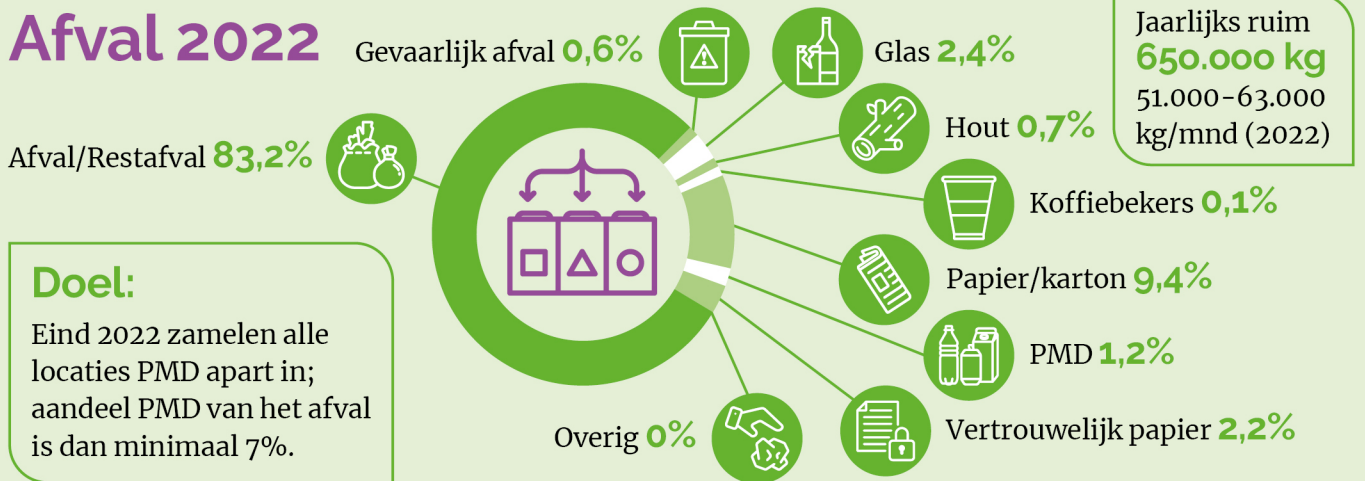 Afval 2022
Gevaarlijk afval 0,6%
Glas 2,4%
Jaarlijks ruim
650.000 kg
51.000-63.000
kg/mnd (2022)
Hout 0,7%
Afval/Restafval 83,2%
Koffiebekers 0,1%
Papier/karton 9,4%
PMD 1,2%
Vertrouwelijk papier 2,2%
Overig 0%
Doel:
Eind 2022 zamelen alle
locaties PMD apart in;
aandeel PMD van het afval
is dan minimaal 7%.